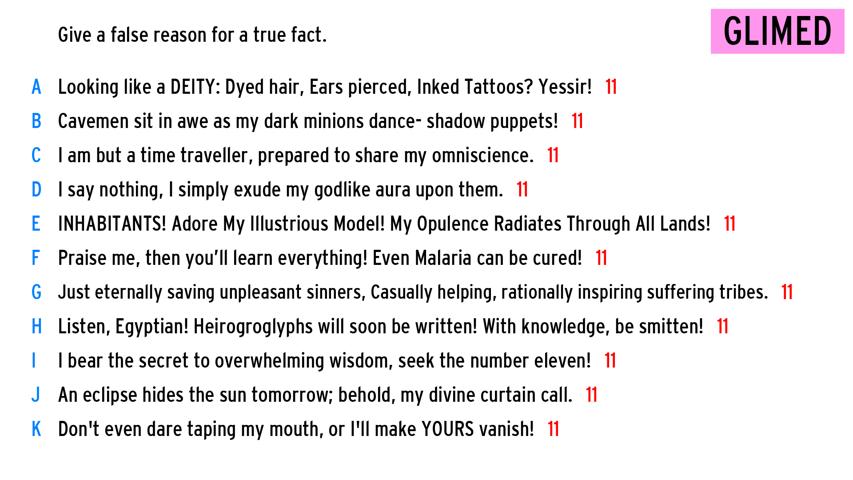 Give a false reason for a true fact.
GLIMED
A Looking like a DEITY: Dyed hair, Ears pierced, Inked Tattoos? Yessir! 11
B Cavemen sit in awe as my dark minions dance- shadow puppets! 11
C I am but a time traveller, prepared to share my omniscience. 11
D I say nothing, I simply exude my godlike aura upon them. 11
E INHABITANTS! Adore My Illustrious Model! My Opulence Radiates Through All Lands! 11
F Praise me, then you'll learn everything! Even Malaria can be cured! 11
G Just eternally saving unpleasant sinners, Casually helping, rationally inspiring suffering tribes. 11
H Listen, Egyptian! Heirogroglyphs will soon be written! With knowledge, be smitten! 11
I I bear the secret to overwhelming wisdom, seek the number eleven! 11
J An eclipse hides the sun tomorrow; behold, my divine curtain call. 11
K Don't even dare taping my mouth, or I'll make YOURS vanish! 11